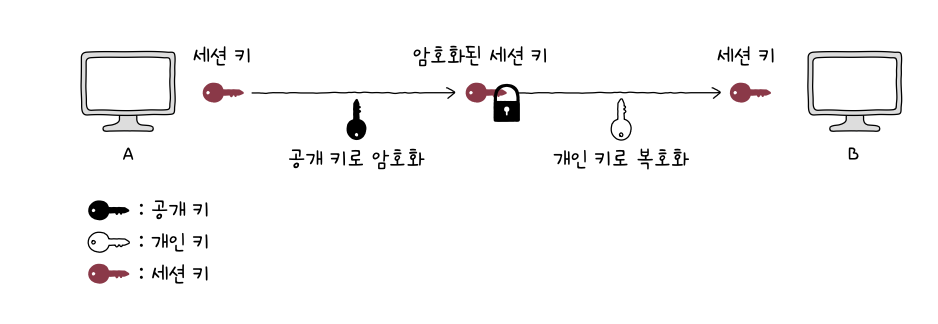 세션 키
암호화된 세션 키
세션 키
공개 키로 암호화
개인 키로 복호화
A
B
: 공개 키
: 개인 키
: 세션 키